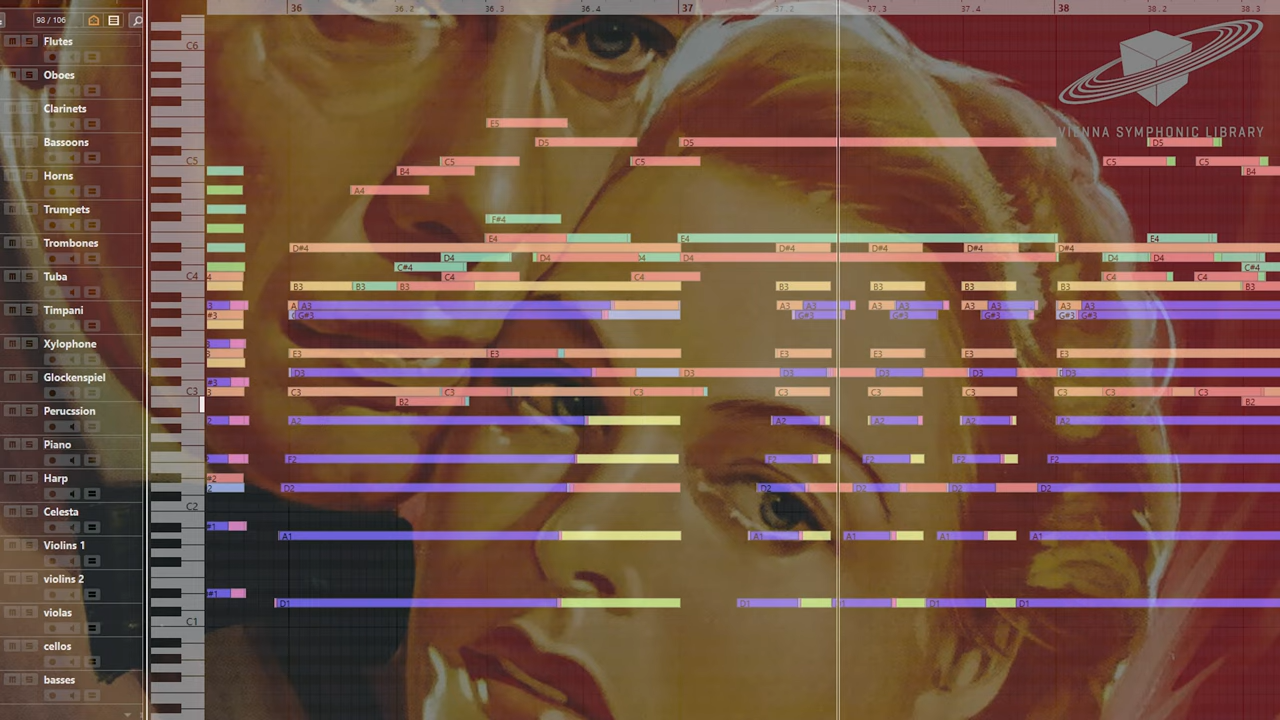 36 36.2 36.3 36.4 37 37.2 37.3 37.4 38 38.2 38.3
98 / 106
VIENNA SYMPHONIC LIBRARY
Flutes
Oboes
Clarinets
Bassoons
Horns
Trumpets
Trombones
Tuba
Timpani
Xylophone
Glockenspiel
Perucssion
Piano
Harp
Celesta
Violins 1
violins 2
violas
cellos
basses
C6
E5
D5 D5 D5
C5 C5 C5 C5 C5
B4 B4
A4
F#4
E4 E4 E4
D#4 D#4 D#4 D#4 D#4
D4 D4 D4 D4 D4 D4
C#4 C#4
C4 C4 C4 C4 C4
B3 B3 B3 B3 B3 B3 B3 B3
A3 A3 A3 A3 A3 A3 A3
G#3 G#3 G#3 G#3 G#3 G#3
E3 E3 E3 E3 E3 E3
D3 D3 D3 D3 D3 D3
C3 C3 C3 C3 C3 C3 C3 C3 C3 C3
B2 B2
A2 A2 A2 A2 A2
F2 F2 F2 F2 F2
D2 D2 D2 D2 D2
C2
A1 A1 A1 A1 A1
D1 D1 D1 D1
C1